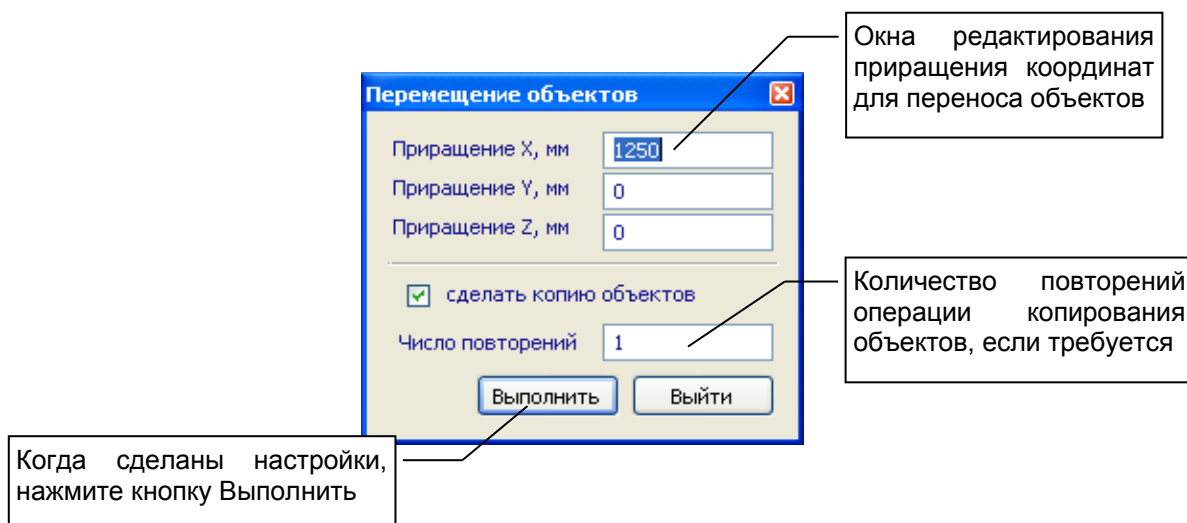 Окна редактирования
приращения координат
для переноса объектов
Перемещение объектов
Приращение X, мм 1250
Приращение Y, мм 0
Приращение Z, мм 0
сделать копию объектов
Число повторений 1
Количество повторений
операции копирования
объектов, если требуется
Выполнить Выйти
Когда сделаны настройки,
нажмите кнопку Выполнить